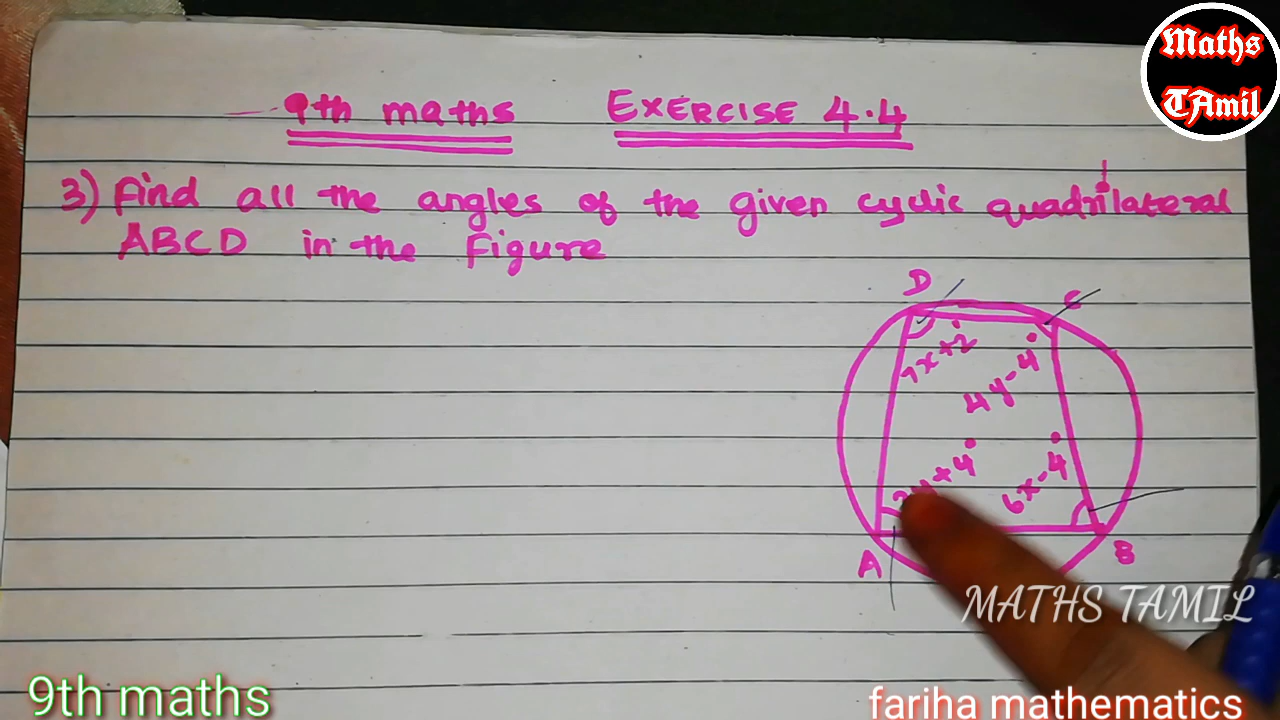 Maths
TAmil
9th maths EXERCISE 4.4
3) Find all the angles of the given cyclic quadrilateral
ABCD in the Figure
D
C
7x+2°
4y-4°
+4°
6x-4°
A
B
MATHS TAMIL
9th maths
fariha mathematics